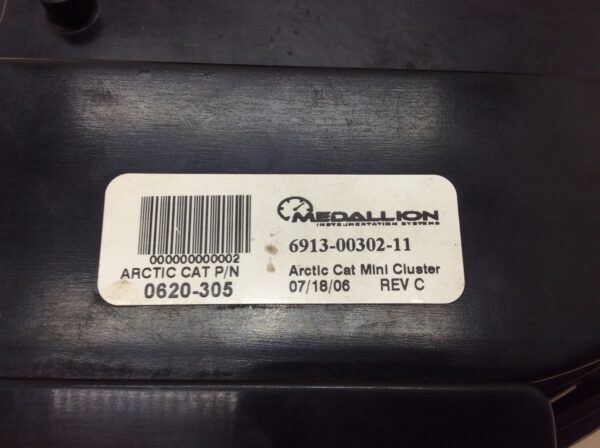 000000000002
ARCTIC CAT P/N
0620-305
MEDALLION
INSTRUMENTATION SYSTEMS
6913-00302-11
Arctic Cat Mini Cluster
07/18/06 REV C